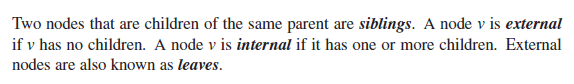 Two nodes that are children of the same parent are siblings. A node v is external
if v has no children. A node v is internal if it has one or more children. External
nodes are also known as leaves.